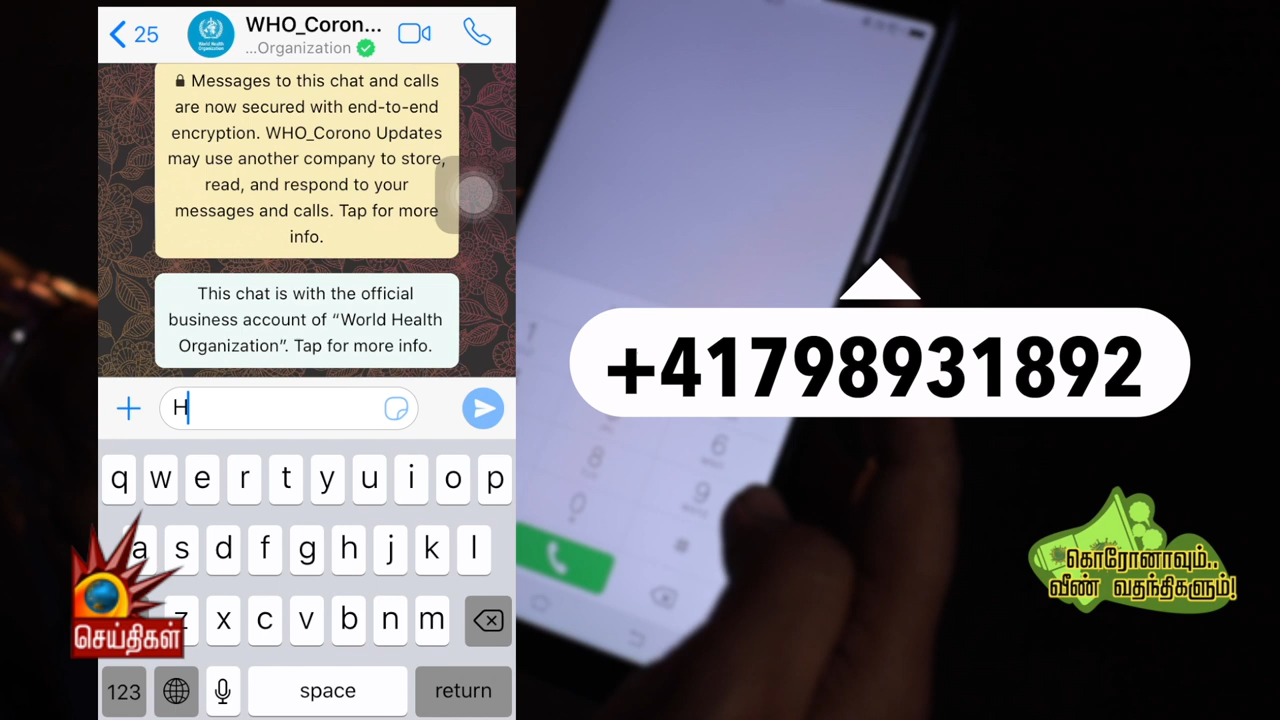 25
WHO_Coron...
...Organization
World Health
Organization
Messages to this chat and calls
are now secured with end-to-end
encryption. WHO_Corono Updates
may use another company to store,
read, and respond to your
messages and calls. Tap for more
info.
This chat is with the official
business account of “World Health
Organization”. Tap for more info.
H
q w e r t y u i o p
a s d f g h j k l
z x c v b n m
123 space return
செய்திகள்
+41798931892
கொரோனாவும்..
வீண் வதந்திகளும்!